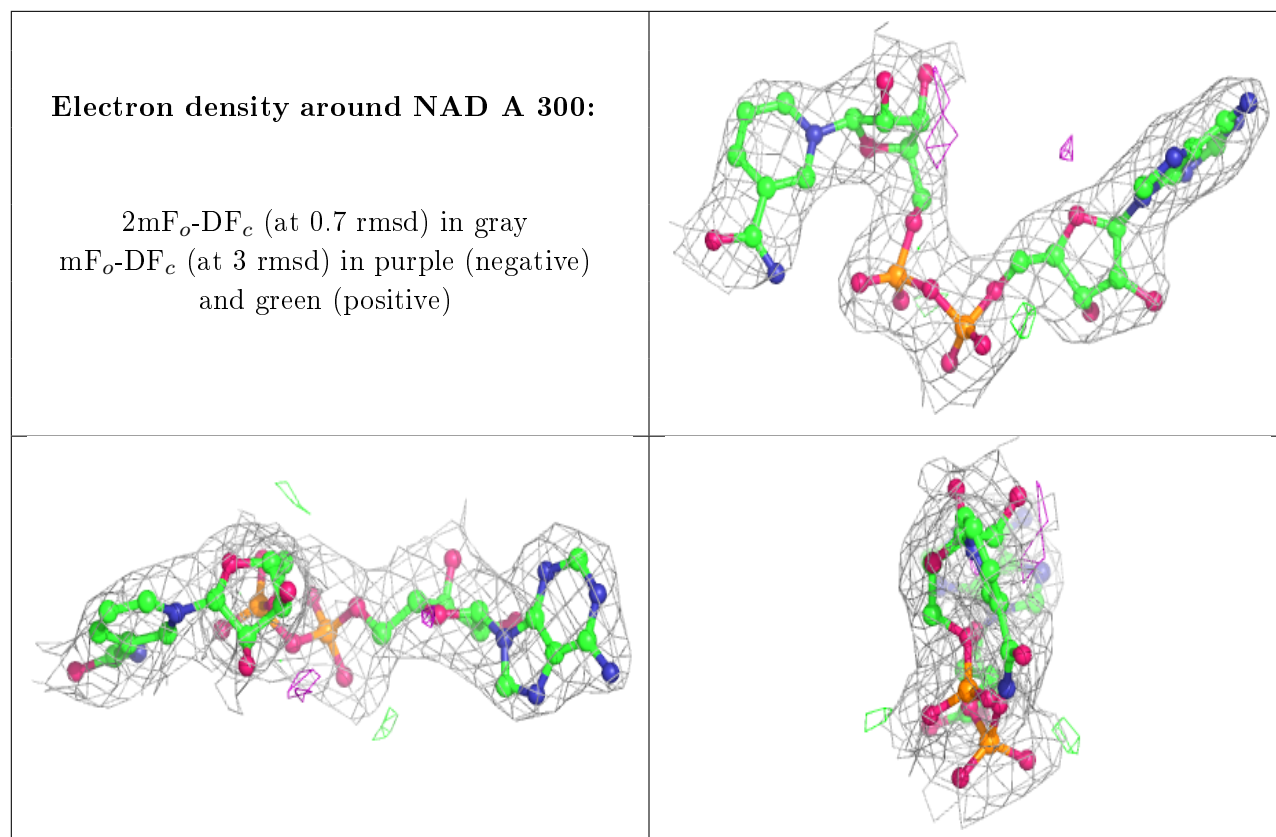 Electron density around NAD A 300:
2mFo-DFc (at 0.7 rmsd) in gray
mFo-DFc (at 3 rmsd) in purple (negative)
and green (positive)